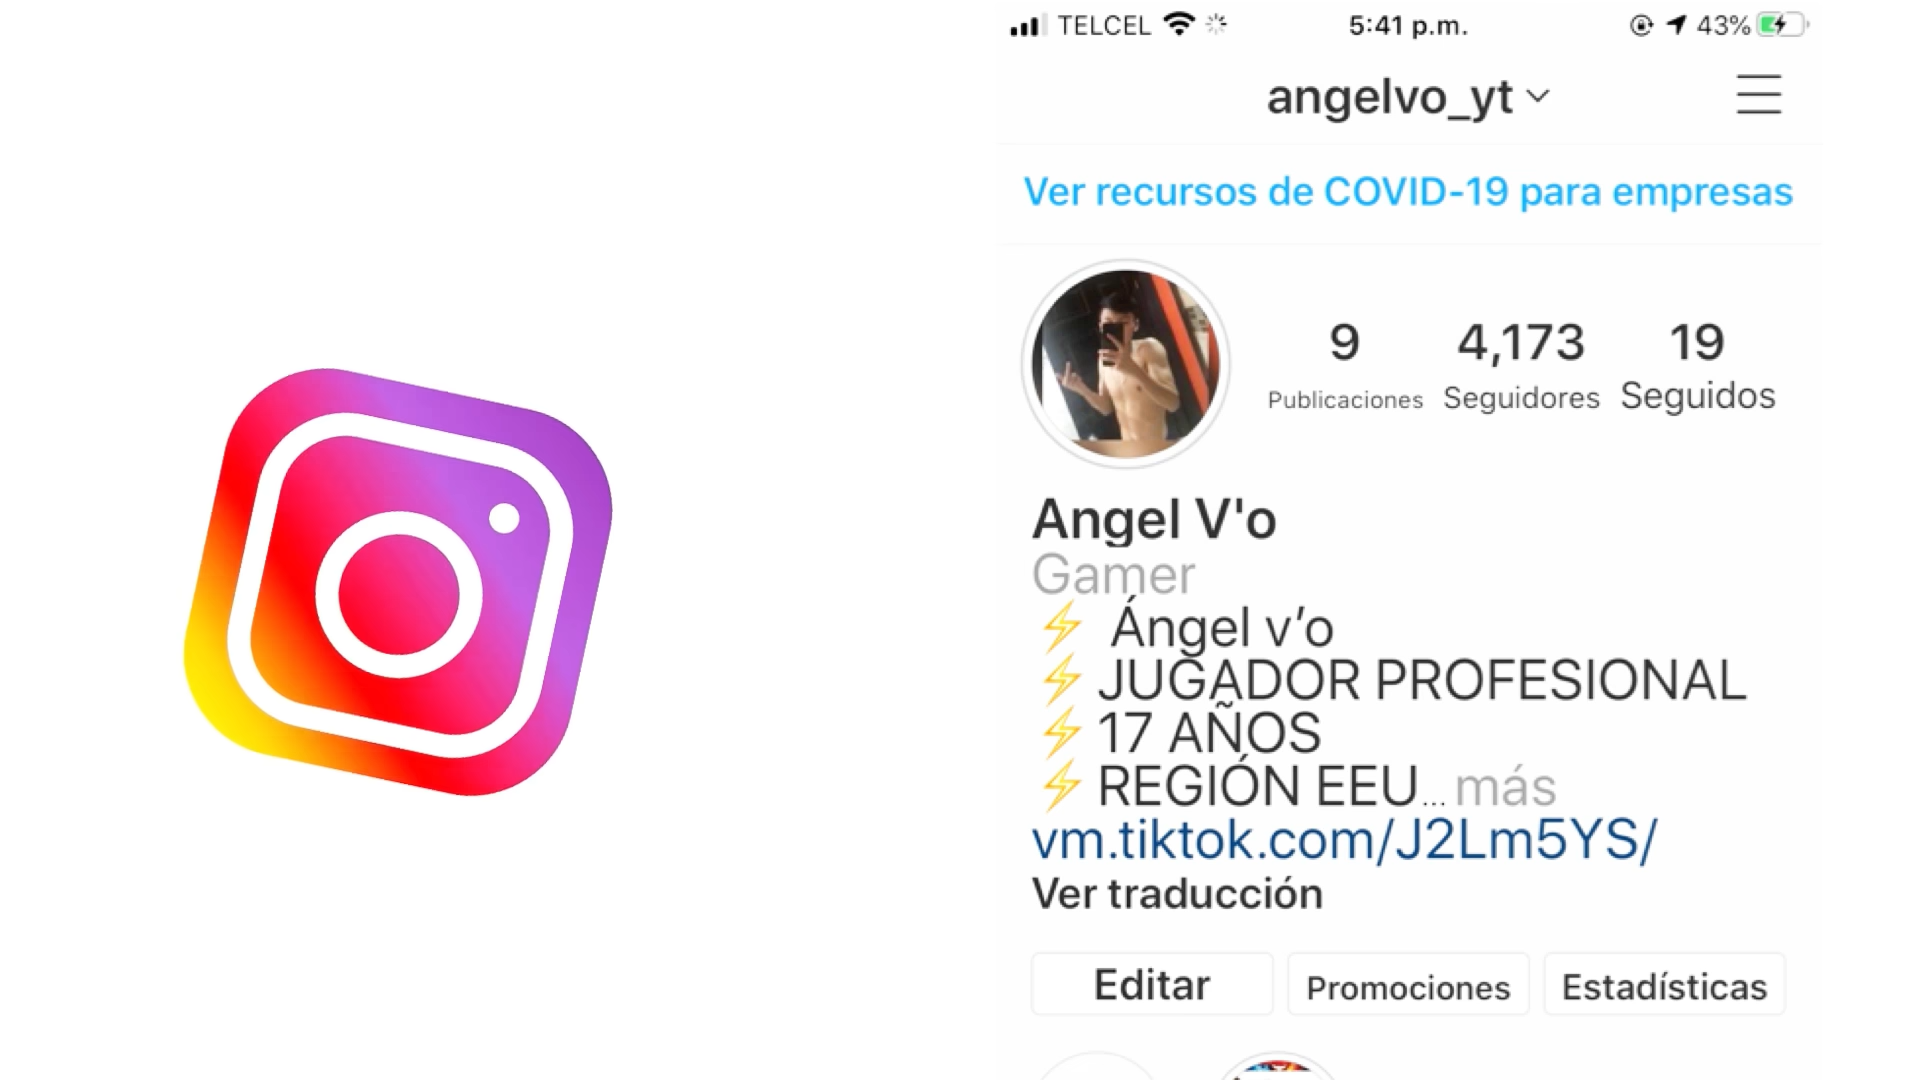 TELCEL 5:41 p.m. 43%
angelvo_yt
Ver recursos de COVID-19 para empresas
9 4,173 19
Publicaciones Seguidores Seguidos
Angel V'o
Gamer
⚡ Ángel v’o
⚡ JUGADOR PROFESIONAL
⚡ 17 AÑOS
⚡ REGIÓN EEU... más
vm.tiktok.com/J2Lm5YS/
Ver traducción
Editar Promociones Estadísticas